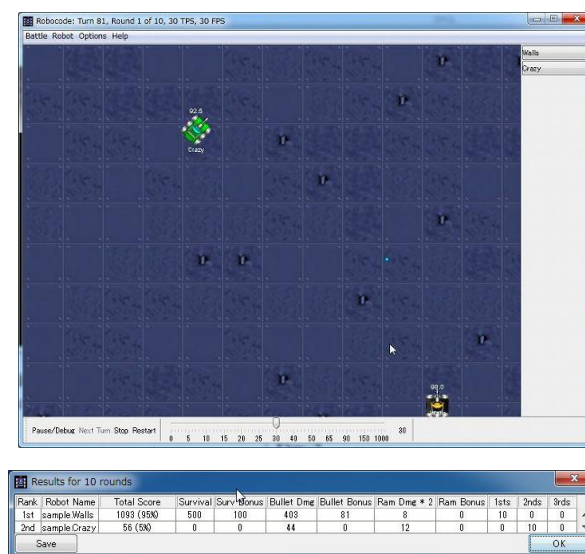 Robocode: Turn 81, Round 1 of 10, 30 TPS, 30 FPS
Battle Robot Options Help
Walls
Crazy
92.5
Crazy
Pause/Debug Next Turn Stop Restart
0 5 10 15 20 25 30 40 50 65 90 150 1000
30
Results for 10 rounds
Rank Robot Name Total Score Survival Surv Bonus Bullet Dmg Bullet Bonus Ram Dmg * 2 Ram Bonus 1sts 2nds 3rds
1st sample.Walls 1093 (95%) 500 100 403 81 8 0 10 0 0
2nd sample.Crazy 56 (5%) 0 0 44 0 12 0 0 10 0
Save OK